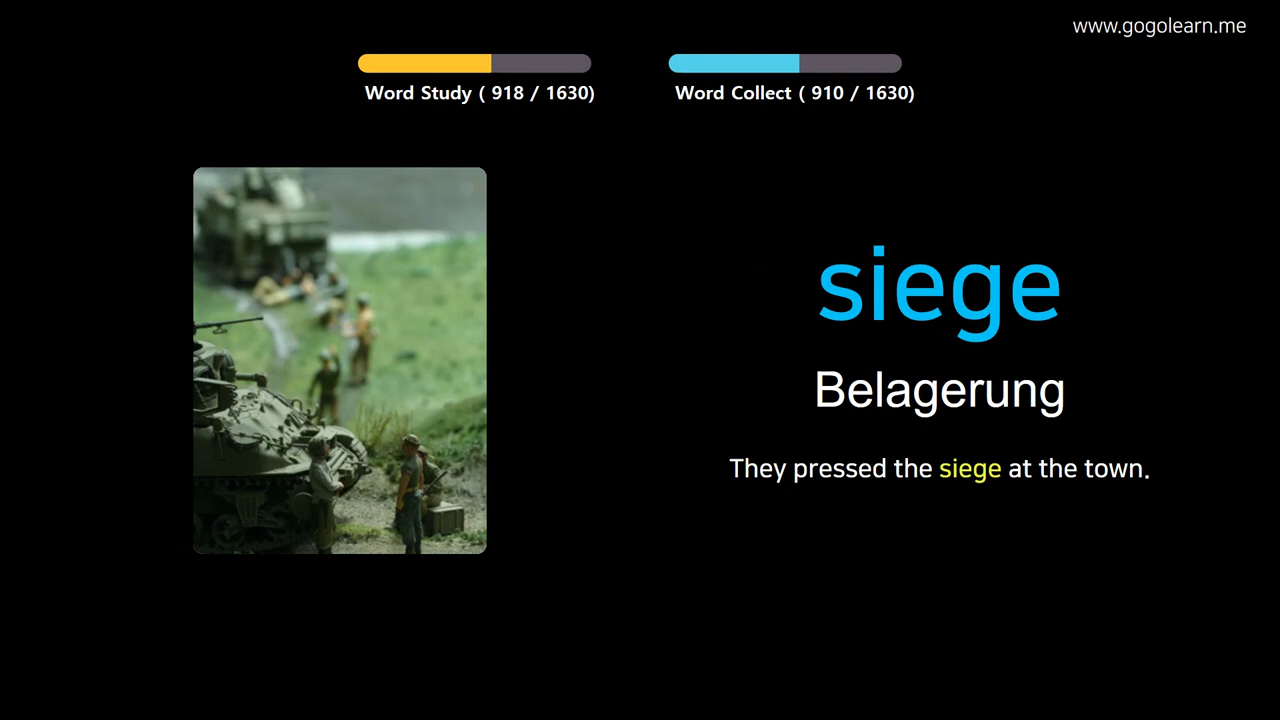 www.gogolearn.me
Word Study ( 918 / 1630)
Word Collect ( 910 / 1630)
siege
Belagerung
They pressed the siege at the town.